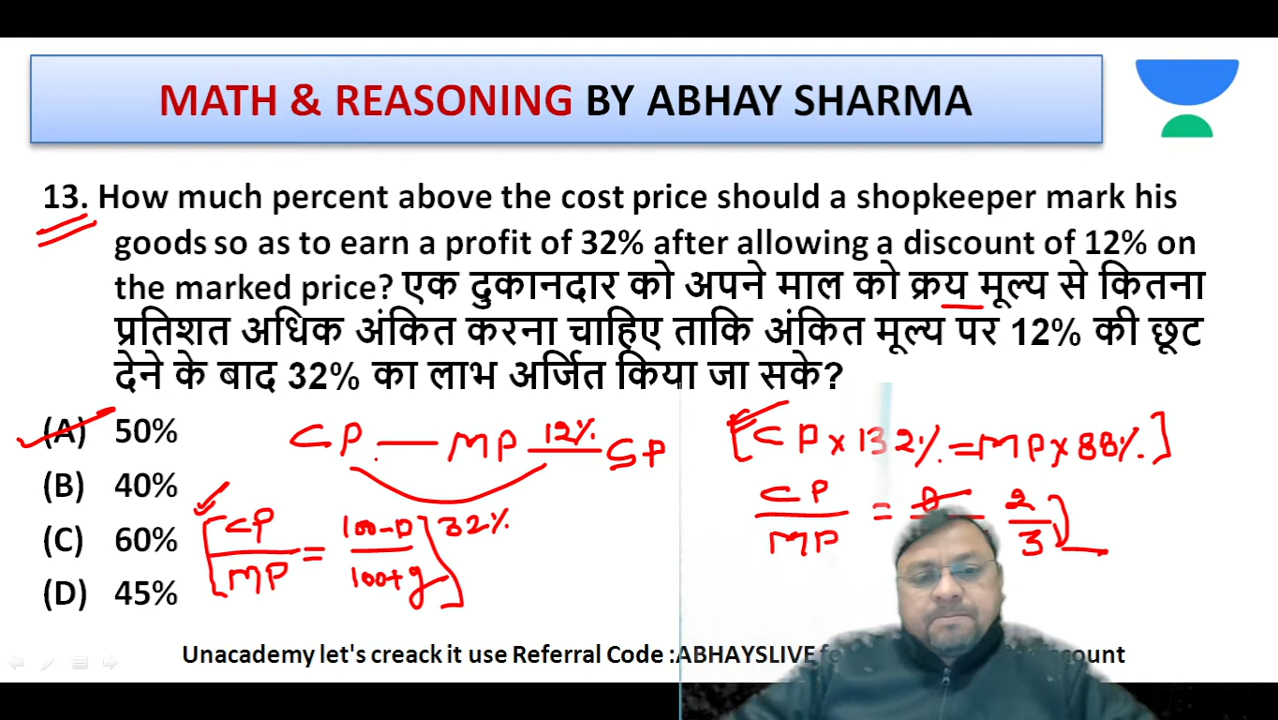 MATH & REASONING BY ABHAY SHARMA
13. How much percent above the cost price should a shopkeeper mark his
goods so as to earn a profit of 32% after allowing a discount of 12% on
the marked price? एक दुकानदार को अपने माल को क्रय मूल्य से कितना
प्रतिशत अधिक अंकित करना चाहिए ताकि अंकित मूल्य पर 12% की छूट
देने के बाद 32% का लाभ अर्जित किया जा सके?
(A) 50%
(B) 40%
(C) 60%
(D) 45%
CP — MP 12% SP
32%
[CP/MP = 100-D/100+g]
[CP x 132% = MP x 88%]
CP/MP = 2/3
Unacademy let's creack it use Referral Code :ABHAYSLIVE